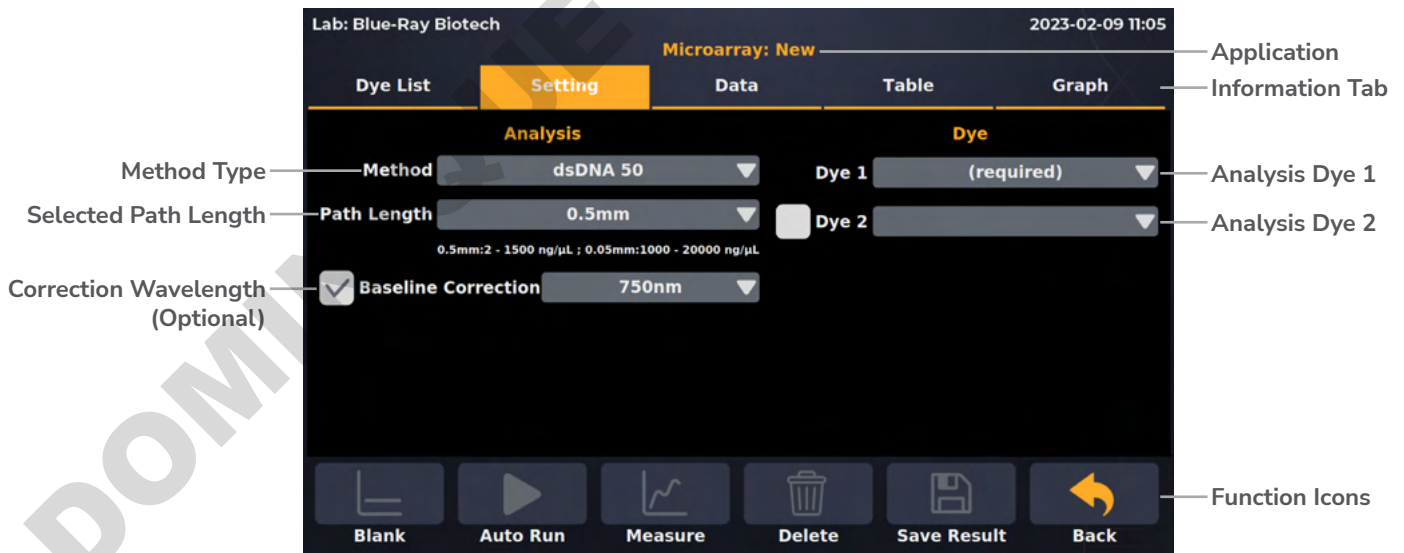 Lab: Blue-Ray Biotech 2023-02-09 11:05
Microarray: New
Application
Dye List Setting Data Table Graph
Information Tab
Analysis Dye
Method Type
Method dsDNA 50
Dye 1 (required)
Analysis Dye 1
Selected Path Length
Path Length 0.5mm
Dye 2
Analysis Dye 2
0.5mm:2 - 1500 ng/µL ; 0.05mm:1000 - 20000 ng/µL
Correction Wavelength
(Optional)
Baseline Correction 750nm
Function Icons
Blank Auto Run Measure Delete Save Result Back